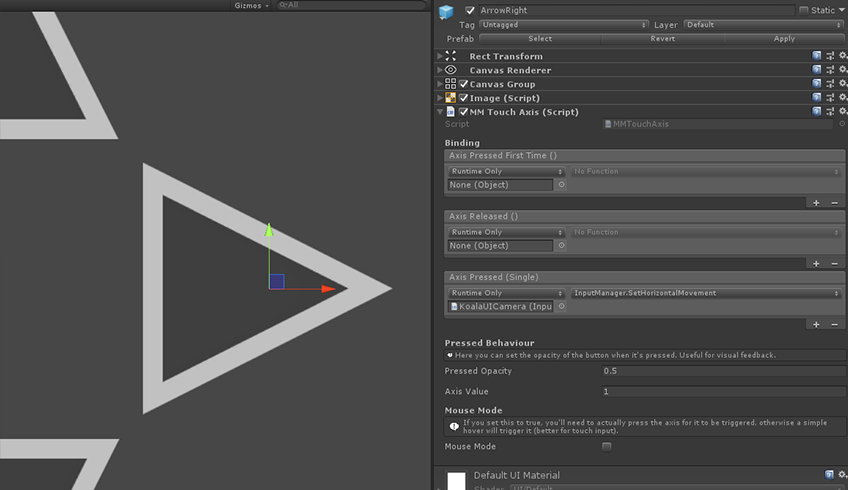 Gizmos
All
ArrowRight
Static
Tag Untagged Layer Default
Prefab Select Revert Apply
Rect Transform
Canvas Renderer
Canvas Group
Image (Script)
MM Touch Axis (Script)
Script MMTouchAxis
Binding
Axis Pressed First Time ()
Runtime Only No Function
None (Object)
+ −
Axis Released ()
Runtime Only No Function
None (Object)
+ −
Axis Pressed (Single)
Runtime Only InputManager.SetHorizontalMovement
KoalaUICamera (Inpu
+ −
Pressed Behaviour
Here you can set the opacity of the button when it's pressed. Useful for visual feedback.
Pressed Opacity 0.5
Axis Value 1
Mouse Mode
If you set this to true, you'll need to actually press the axis for it to be triggered, otherwise a simple
hover will trigger it (better for touch input).
Mouse Mode
Default UI Material
Shader UI/Default